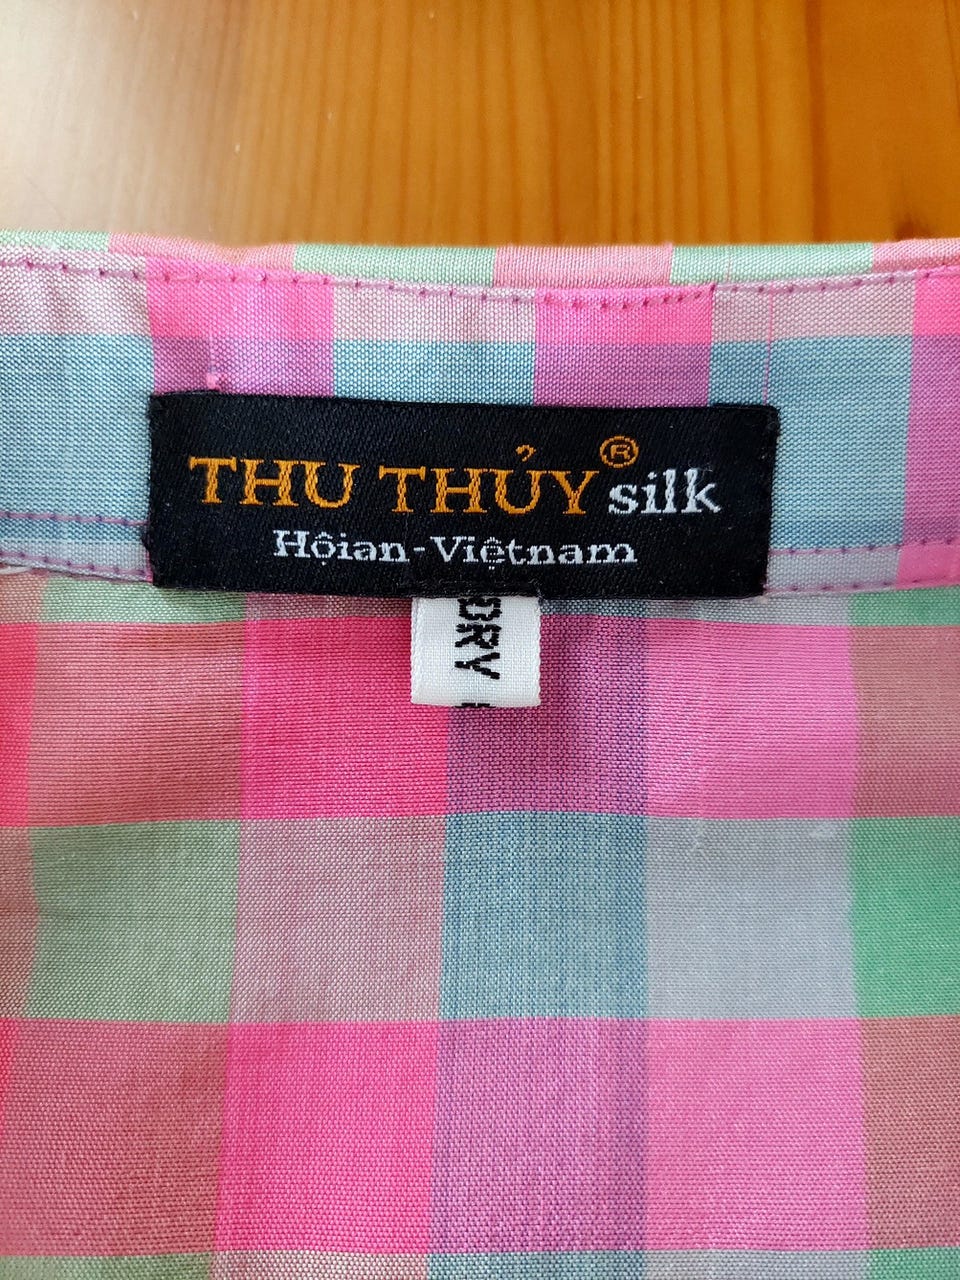 THU THỦY® silk
Hộian-Việtnam
DRY